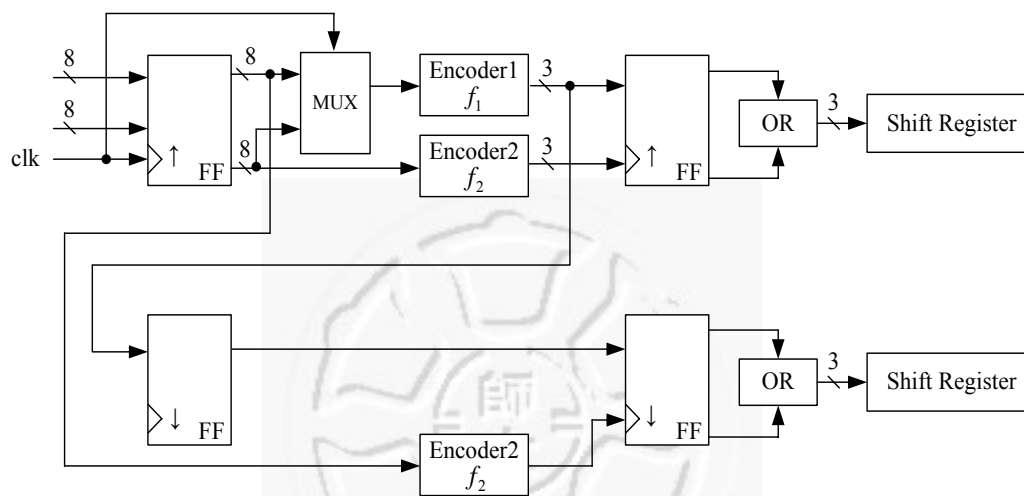 8
8
clk
↑
FF
8
8
MUX
Encoder1
f₁
3
Encoder2
f₂
3
↑
FF
OR
3
Shift Register
↓
FF
Encoder2
f₂
↓
FF
OR
3
Shift Register
師